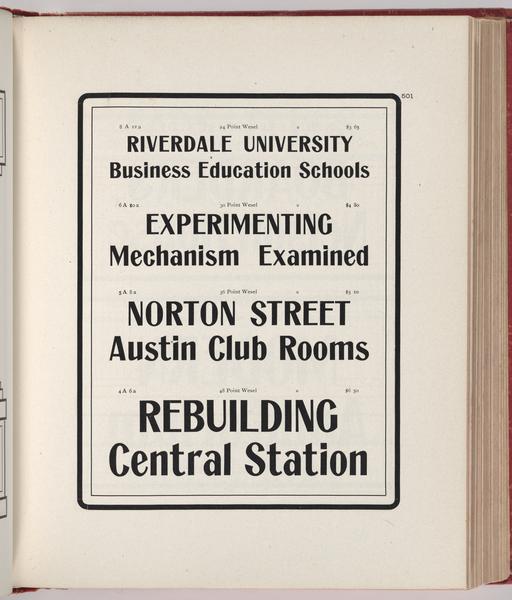 501
8 A 11 a 24 Point Wesel $3 65
RIVERDALE UNIVERSITY
Business Education Schools
6 A 10 a 30 Point Wesel $4 80
EXPERIMENTING
Mechanism Examined
5 A 8 a 36 Point Wesel $5 10
NORTON STREET
Austin Club Rooms
4 A 6 a 48 Point Wesel $6 50
REBUILDING
Central Station